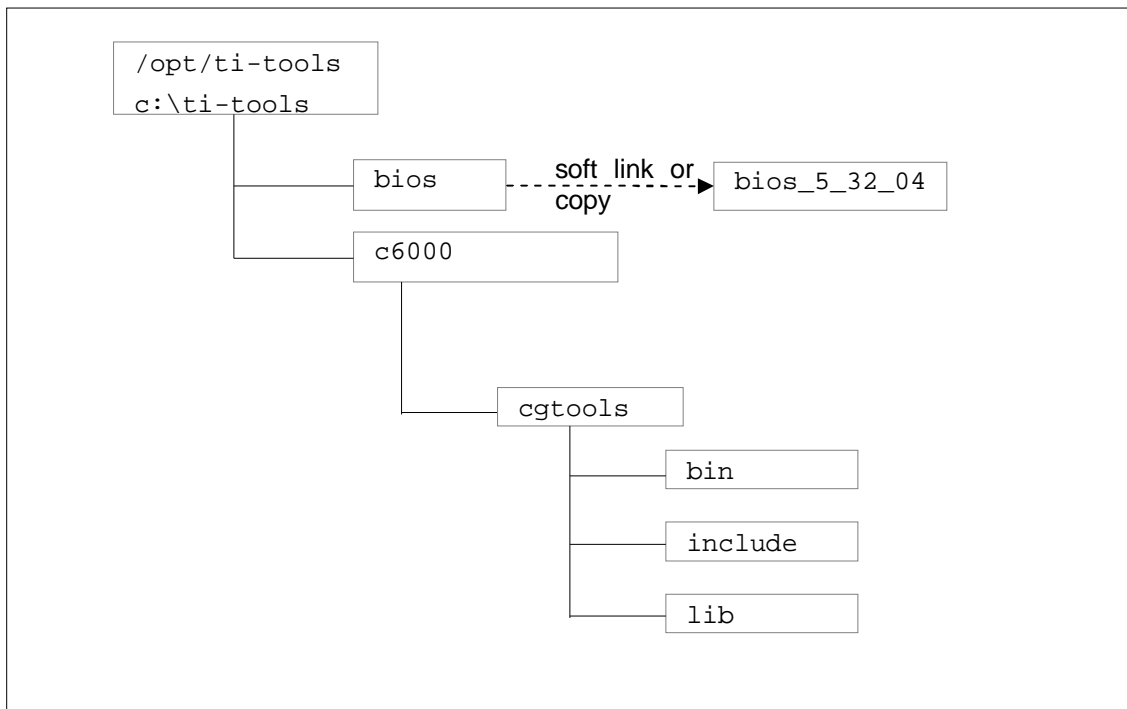 /opt/ti-tools
c:\ti-tools
bios
soft link or
copy
bios_5_32_04
c6000
cgtools
bin
include
lib